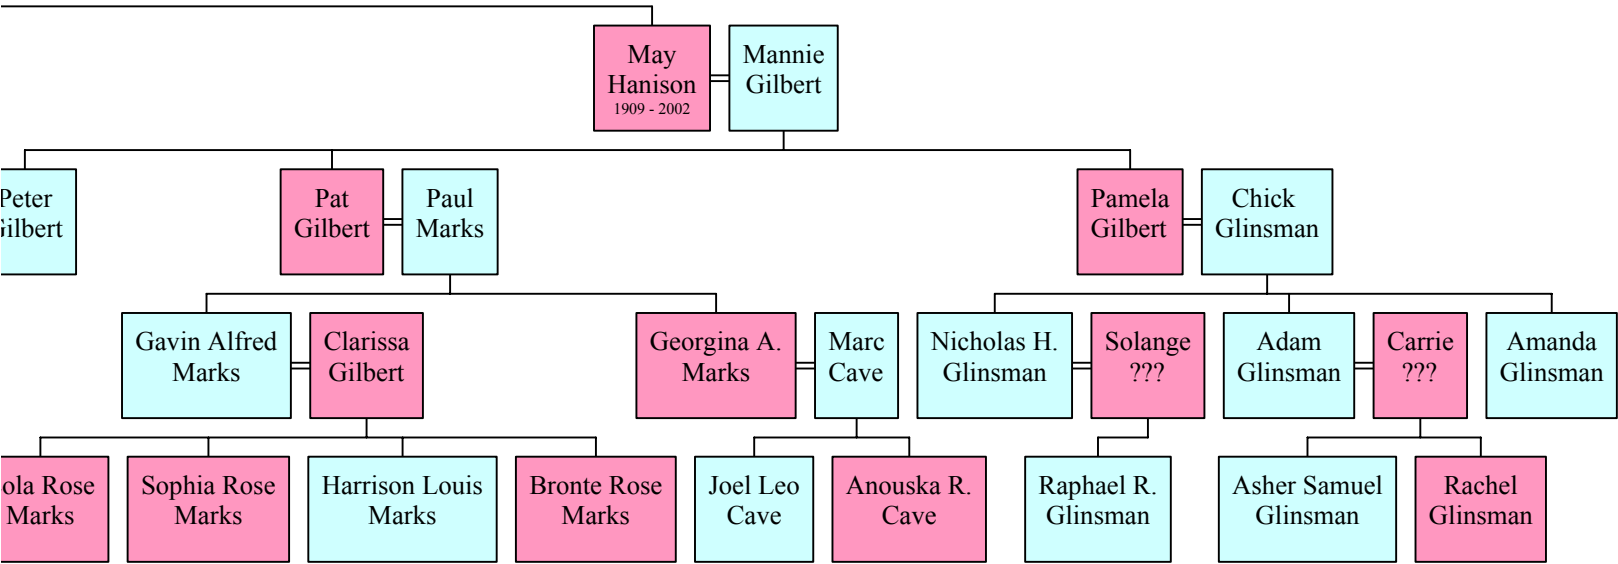 May
Hanison
1909 - 2002
Mannie
Gilbert
Peter
ilbert
Pat
Gilbert
Paul
Marks
Pamela
Gilbert
Chick
Glinsman
Gavin Alfred
Marks
Clarissa
Gilbert
Georgina A.
Marks
Marc
Cave
Nicholas H.
Glinsman
Solange
???
Adam
Glinsman
Carrie
???
Amanda
Glinsman
ola Rose
Marks
Sophia Rose
Marks
Harrison Louis
Marks
Bronte Rose
Marks
Joel Leo
Cave
Anouska R.
Cave
Raphael R.
Glinsman
Asher Samuel
Glinsman
Rachel
Glinsman